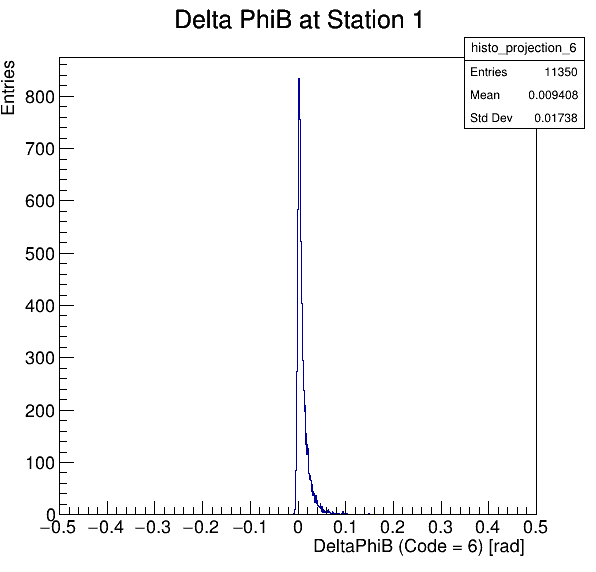 Delta PhiB at Station 1
histo_projection_6
Entries 11350
Mean 0.009408
Std Dev 0.01738
Entries
800
700
600
500
400
300
200
100
0
−0.5 −0.4 −0.3 −0.2 −0.1 0 0.1 0.2 0.3 0.4 0.5
DeltaPhiB (Code = 6) [rad]